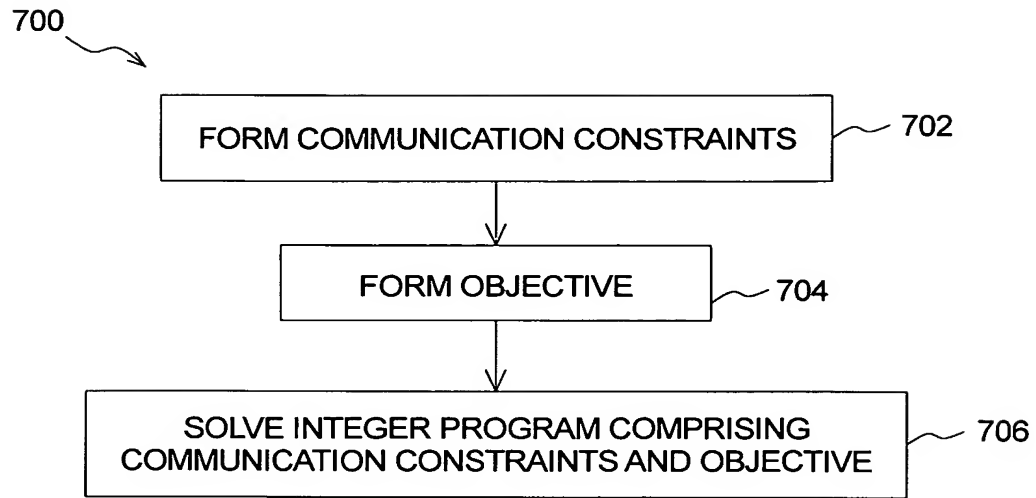 700
FORM COMMUNICATION CONSTRAINTS
702
FORM OBJECTIVE
704
SOLVE INTEGER PROGRAM COMPRISING
COMMUNICATION CONSTRAINTS AND OBJECTIVE
706